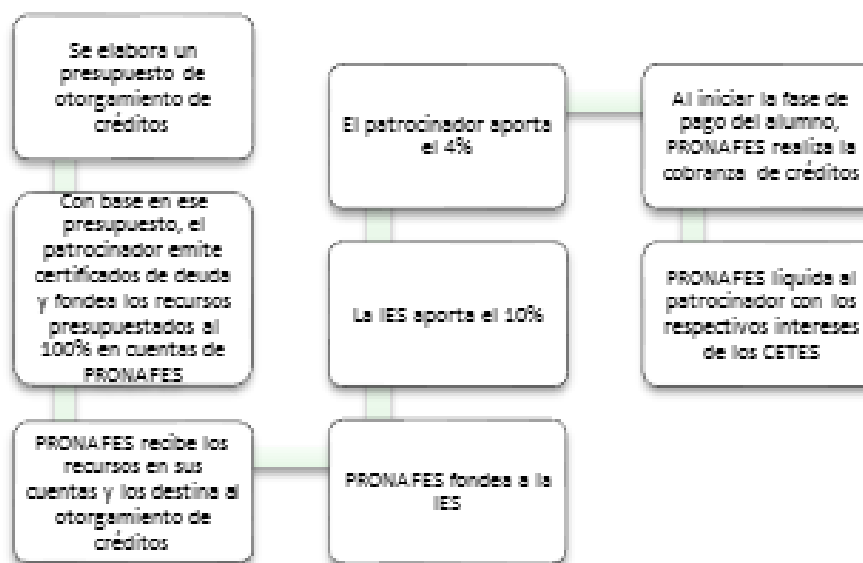 Se elabora un
presupuesto de
otorgamiento de
créditos
Con base en ese
presupuesto, el
patrocinador emite
certificados de deuda
y fondea los recursos
presupuestados al
100% en cuentas de
PRONAFES
PRONAFES recibe los
recursos en sus
cuentas y los destina al
otorgamiento de
créditos
PRONAFES fondea a la
IES
La IES aporta el 10%
El patrocinador aporta
el 4%
Al iniciar la fase de
pago del alumno,
PRONAFES realiza la
cobranza de créditos
PRONAFES liquida al
patrocinador con los
respectivos intereses
de los CETES